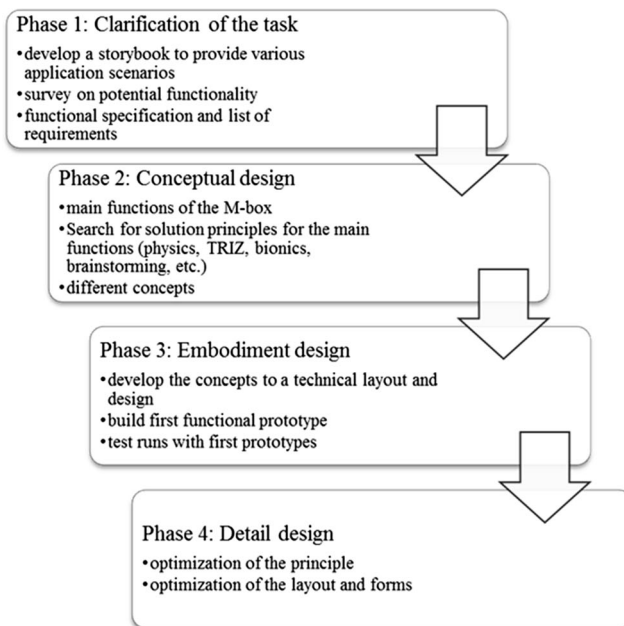 Phase 1: Clarification of the task
•develop a storybook to provide various
application scenarios
•survey on potential functionality
•functional specification and list of
requirements
Phase 2: Conceptual design
•main functions of the M-box
•Search for solution principles for the main
functions (physics, TRIZ, bionics,
brainstorming, etc.)
•different concepts
Phase 3: Embodiment design
•develop the concepts to a technical layout and
design
•build first functional prototype
•test runs with first prototypes
Phase 4: Detail design
•optimization of the principle
•optimization of the layout and forms